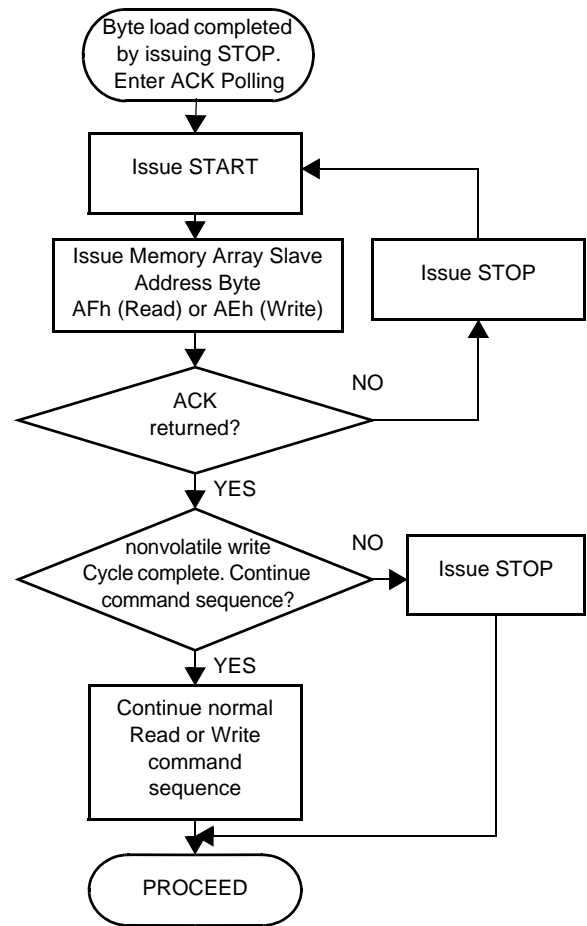 Byte load completed
by issuing STOP.
Enter ACK Polling
Issue START
Issue Memory Array Slave
Address Byte
AFh (Read) or AEh (Write)
Issue STOP
NO
ACK
returned?
YES
nonvolatile write
Cycle complete. Continue
command sequence?
NO
Issue STOP
YES
Continue normal
Read or Write
command
sequence
PROCEED